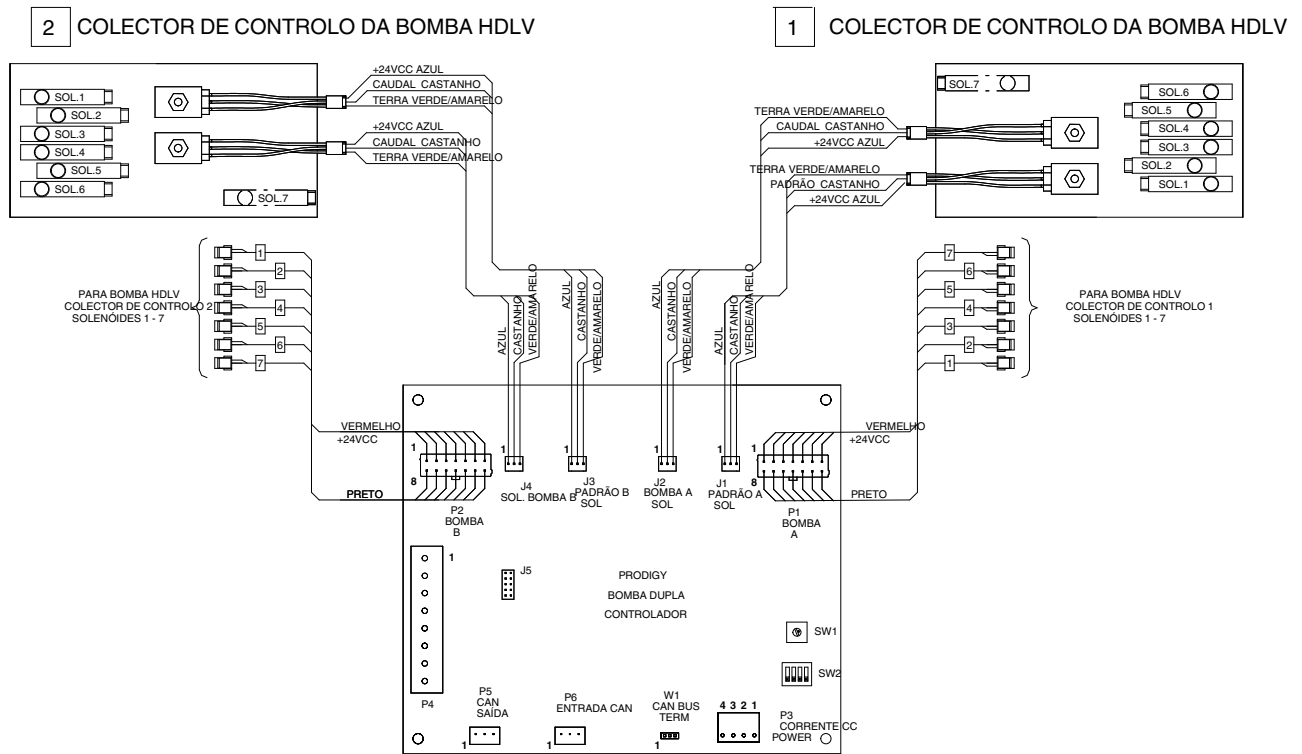 2 COLECTOR DE CONTROLO DA BOMBA HDLV
1 COLECTOR DE CONTROLO DA BOMBA HDLV
SOL.1
SOL.2
SOL.3
SOL.4
SOL.5
SOL.6
SOL.7
+24VCC AZUL
CAUDAL CASTANHO
TERRA VERDE/AMARELO
+24VCC AZUL
CAUDAL CASTANHO
TERRA VERDE/AMARELO
TERRA VERDE/AMARELO
CAUDAL CASTANHO
+24VCC AZUL
TERRA VERDE/AMARELO
PADRÃO CASTANHO
+24VCC AZUL
SOL.7
SOL.6
SOL.5
SOL.4
SOL.3
SOL.2
SOL.1
PARA BOMBA HDLV
COLECTOR DE CONTROLO 2
SOLENÓIDES 1 - 7
1
2
3
4
5
6
7
AZUL
CASTANHO
VERDE/AMARELO
AZUL
CASTANHO
VERDE/AMARELO
AZUL
CASTANHO
VERDE/AMARELO
AZUL
CASTANHO
VERDE/AMARELO
7
6
5
4
3
2
1
PARA BOMBA HDLV
COLECTOR DE CONTROLO 1
SOLENÓIDES 1 - 7
VERMELHO
+24VCC
PRETO
1
8
P2
BOMBA
B
1
J4
SOL. BOMBA B
1
J3
PADRÃO B
SOL
1
J2
BOMBA A
SOL
1
J1
PADRÃO A
SOL
1
8
P1
BOMBA
A
VERMELHO
+24VCC
PRETO
1
P4
J5
PRODIGY
BOMBA DUPLA
CONTROLADOR
SW1
SW2
P5
CAN
SAÍDA
1
P6
ENTRADA CAN
1
W1
CAN BUS
TERM
1
4 3 2 1
P3
CORRENTE CC
POWER